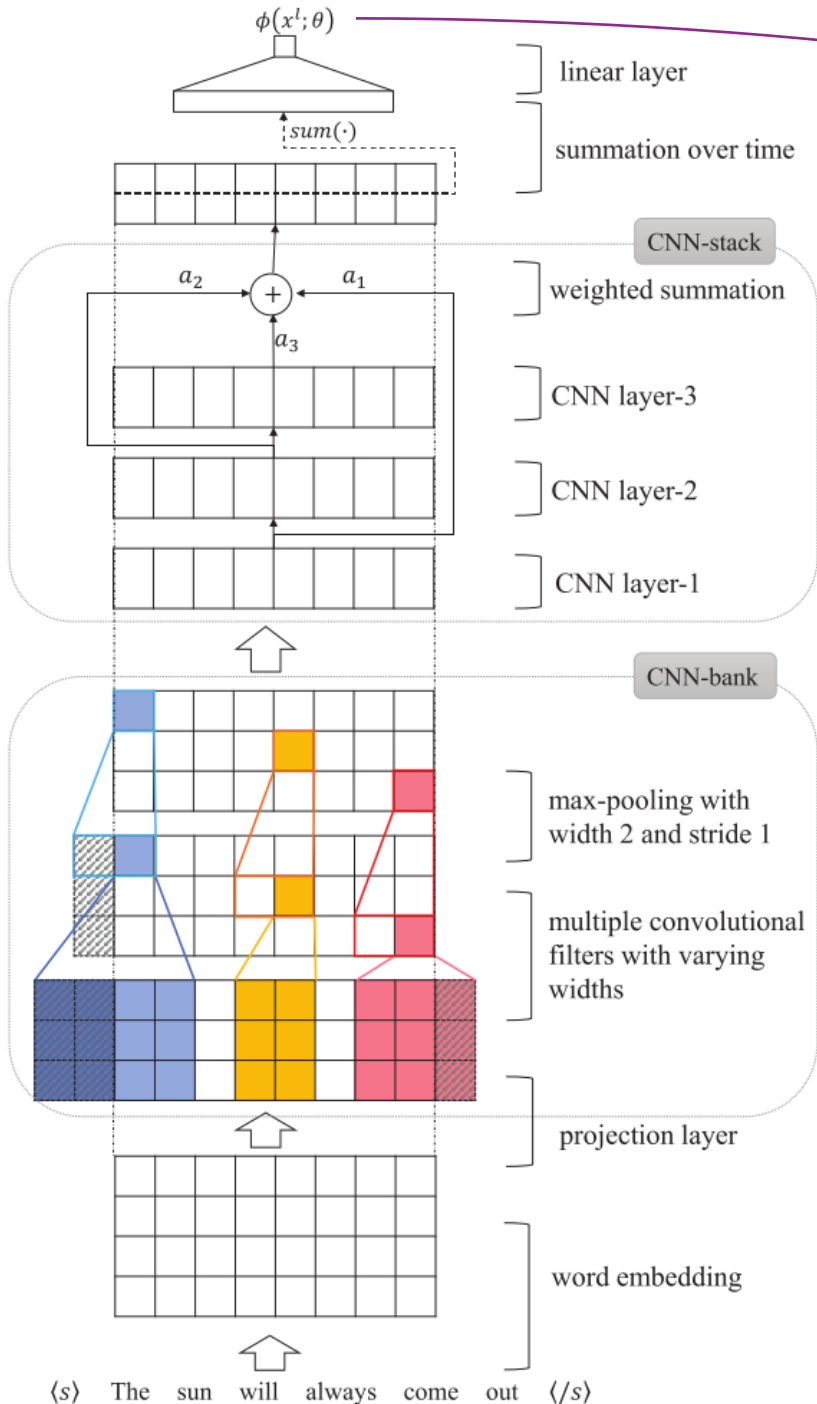 ϕ(x^l; θ)
linear layer
sum(·)
summation over time
CNN-stack
a_2
a_1
+
weighted summation
a_3
CNN layer-3
CNN layer-2
CNN layer-1
CNN-bank
max-pooling with
width 2 and stride 1
multiple convolutional
filters with varying
widths
projection layer
word embedding
⟨s⟩ The sun will always come out ⟨/s⟩